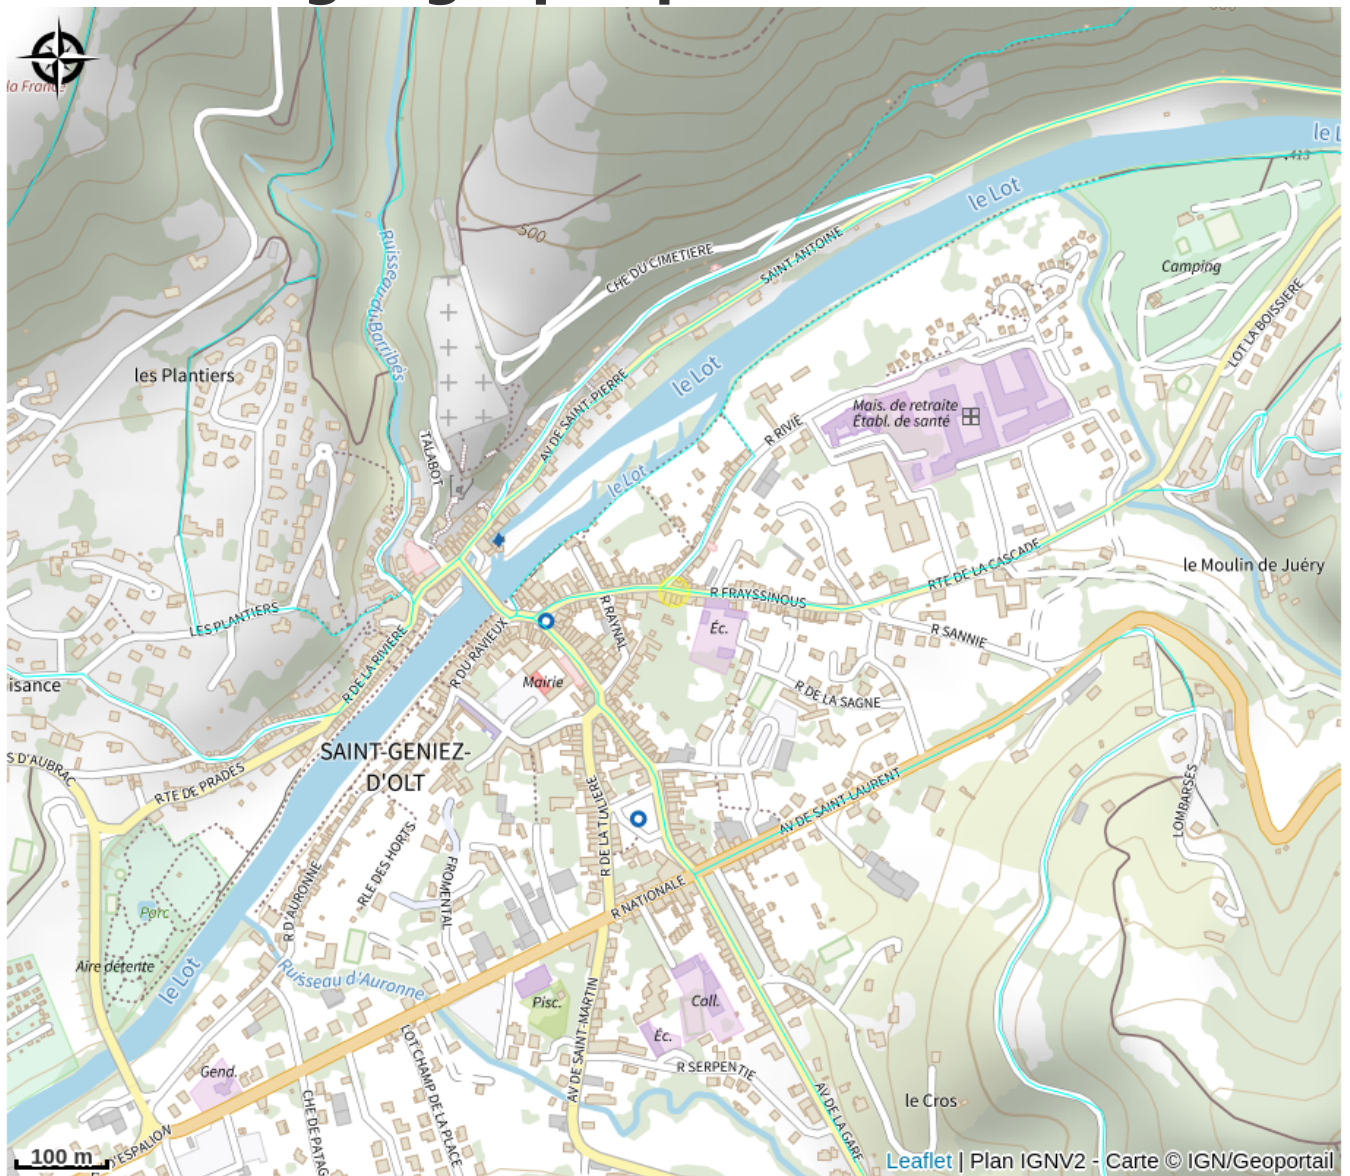 la France
le Lot
413
500
Ruisseau du Barribès
CHE DU CIMETIERE
SAINT-ANTOINE
le Lot
Camping
LOT LA BOISSIERE
les Plantiers
AV DE SAINT-PIERRE
le Lot
Mais. de retraite
Établ. de santé
R RIVIE
TALABOT
le Lot
RTE DE LA CASCADE
le Moulin de Juéry
R FRAYSSINOUS
LES PLANTIERS
R RAYNAL
Éc.
R SANNIE
R DE LA RIVIÈRE
R DU RAVIEUX
Mairie
isance
R DE LA SAGNE
SAINT-GENIEZ-
D'OLT
S D'AUBRAC
RTE DE PRADES
R DE LA TUILIERE
AV DE SAINT-LAURENT
LOMBARSES
RLE DES HORTS
FROMENTAL
R D'AURONNE
R NATIONALE
Parc
Aire détente
le Lot
Ruisseau d'Auronne
Pisc.
Coll.
Éc.
AV DE SAINT-MARTIN
R SERPENTIE
Gend.
LOT CHAMP DE LA PLACE
CHE DE PATAG
AV DE LA GARE
le Cros
D'ESPALION
100 m
Leaflet | Plan IGNV2 - Carte © IGN/Geoportail